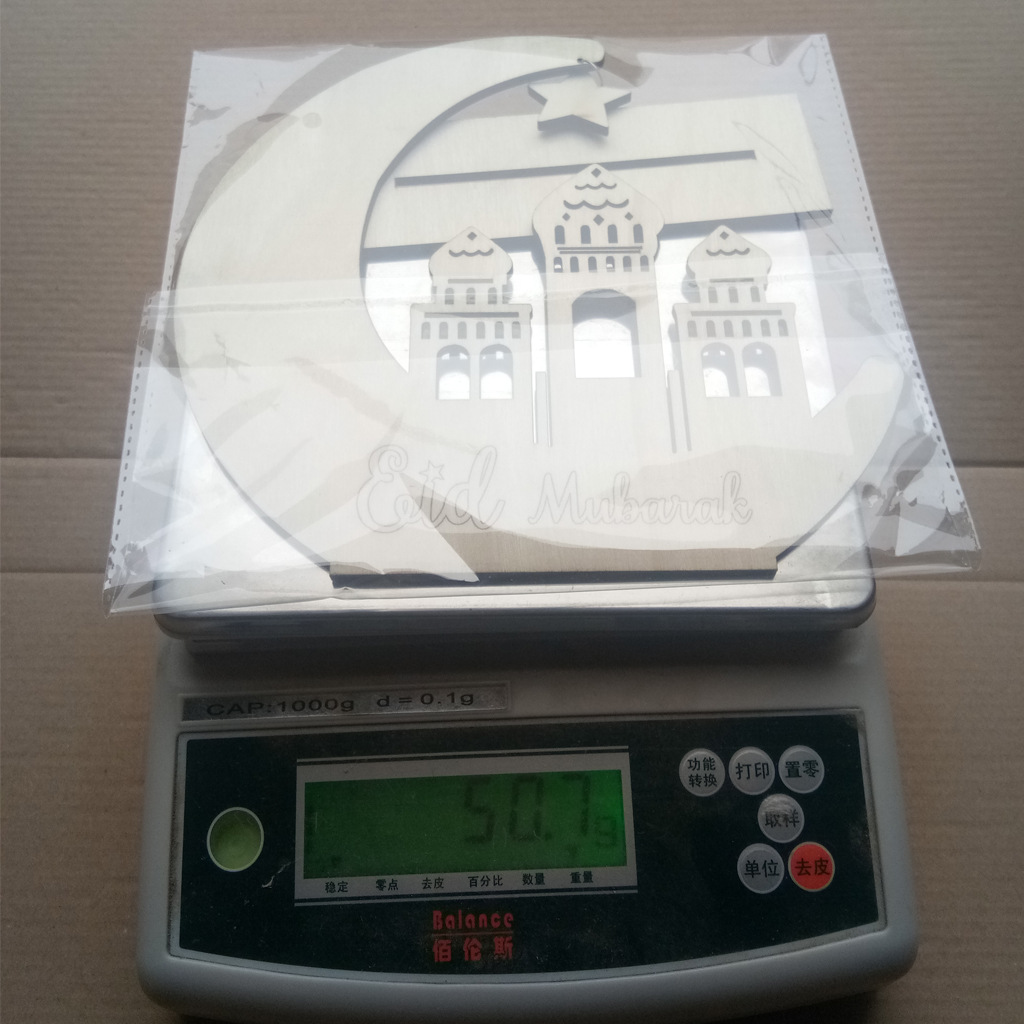 Eid Mubarak
CAP:1000g d=0.1g
50.7g
功能
转换
打印
置零
取样
单位
去皮
稳定 零点 去皮 百分比 数量 重量
Balance
佰伦斯